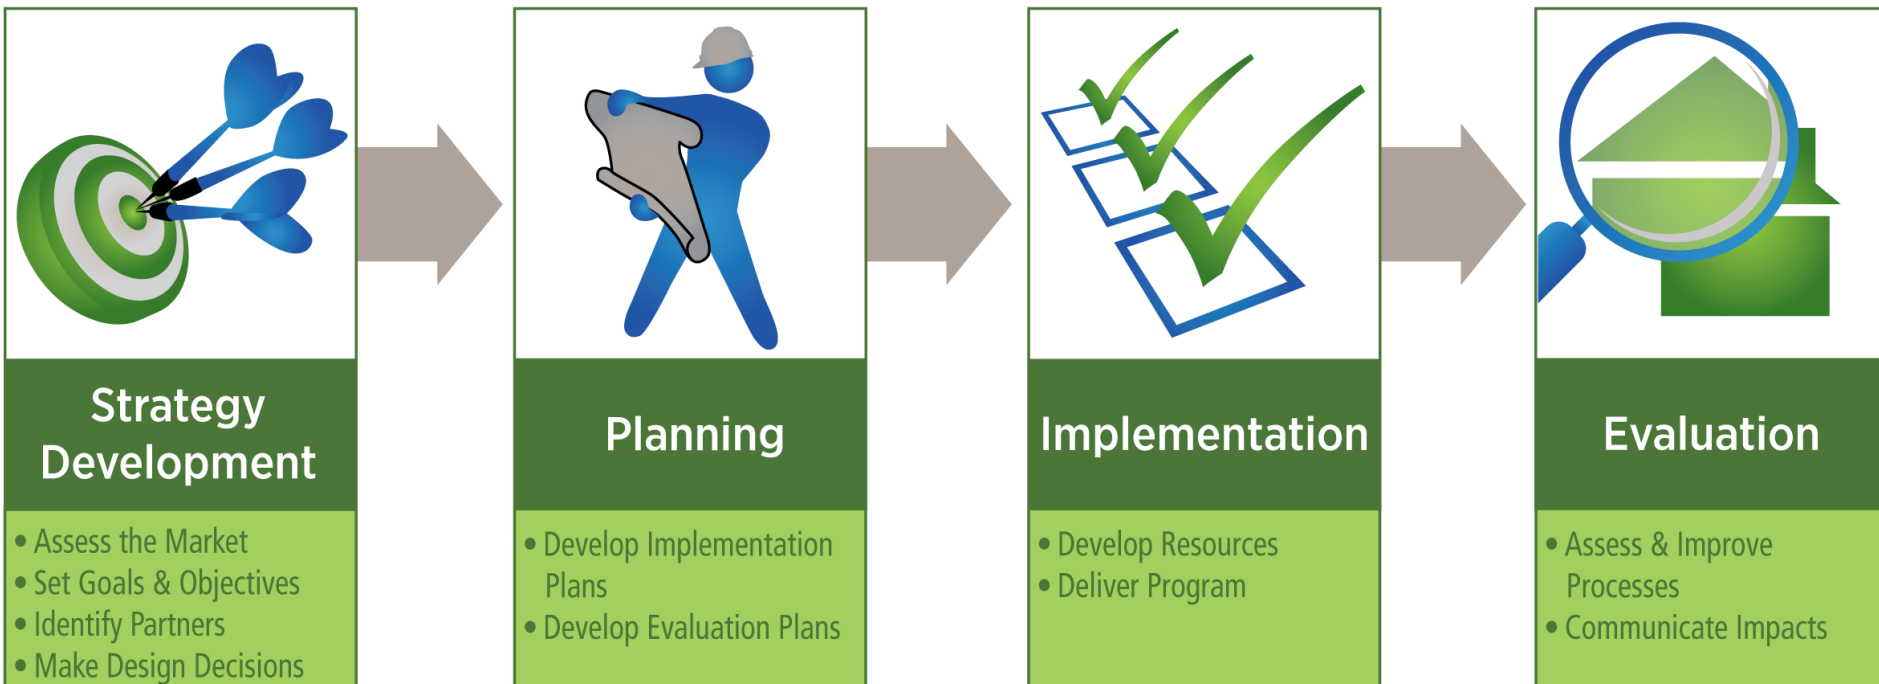 Strategy
Development
• Assess the Market
• Set Goals & Objectives
• Identify Partners
• Make Design Decisions
Planning
• Develop Implementation
Plans
• Develop Evaluation Plans
Implementation
• Develop Resources
• Deliver Program
Evaluation
• Assess & Improve
Processes
• Communicate Impacts